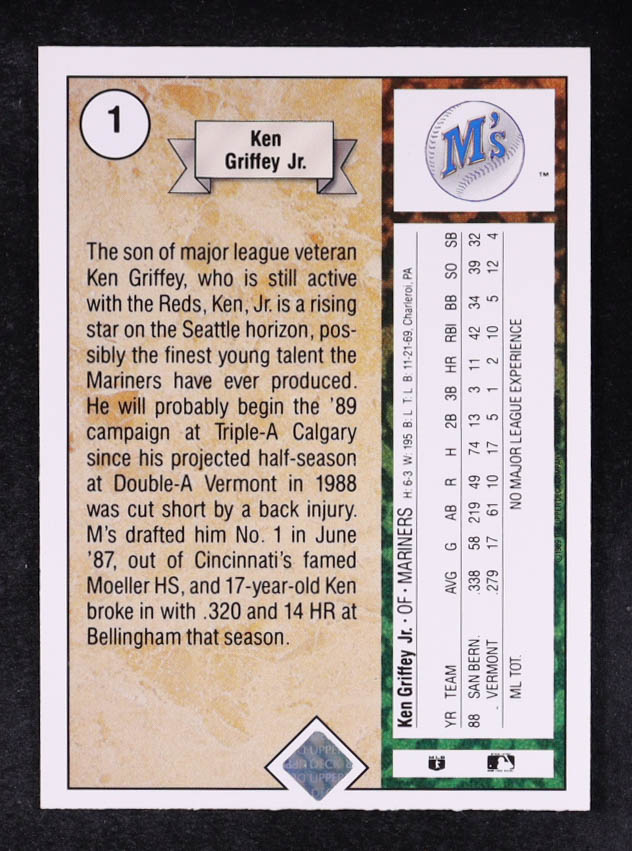 1
Ken
Griffey Jr.
M's
TM
The son of major league veteran
Ken Griffey, who is still active
with the Reds, Ken, Jr. is a rising
star on the Seattle horizon, pos-
sibly the finest young talent the
Mariners have ever produced.
He will probably begin the '89
campaign at Triple-A Calgary
since his projected half-season
at Double-A Vermont in 1988
was cut short by a back injury.
M's drafted him No. 1 in June
'87, out of Cincinnati's famed
Moeller HS, and 17-year-old Ken
broke in with .320 and 14 HR at
Bellingham that season.
Ken Griffey Jr. • OF • MARINERS H: 6-3 W: 195 B: L T: L B: 11-21-69, Charleroi, PA
YR TEAM AVG G AB R H 2B 3B HR RBI BB SO SB
88 SAN BERN. .338 58 219 49 74 13 3 11 42 34 39 32
- VERMONT .279 17 61 10 17 5 1 2 10 5 12 4
ML TOT. NO MAJOR LEAGUE EXPERIENCE
UPPER
DECK
UPPER